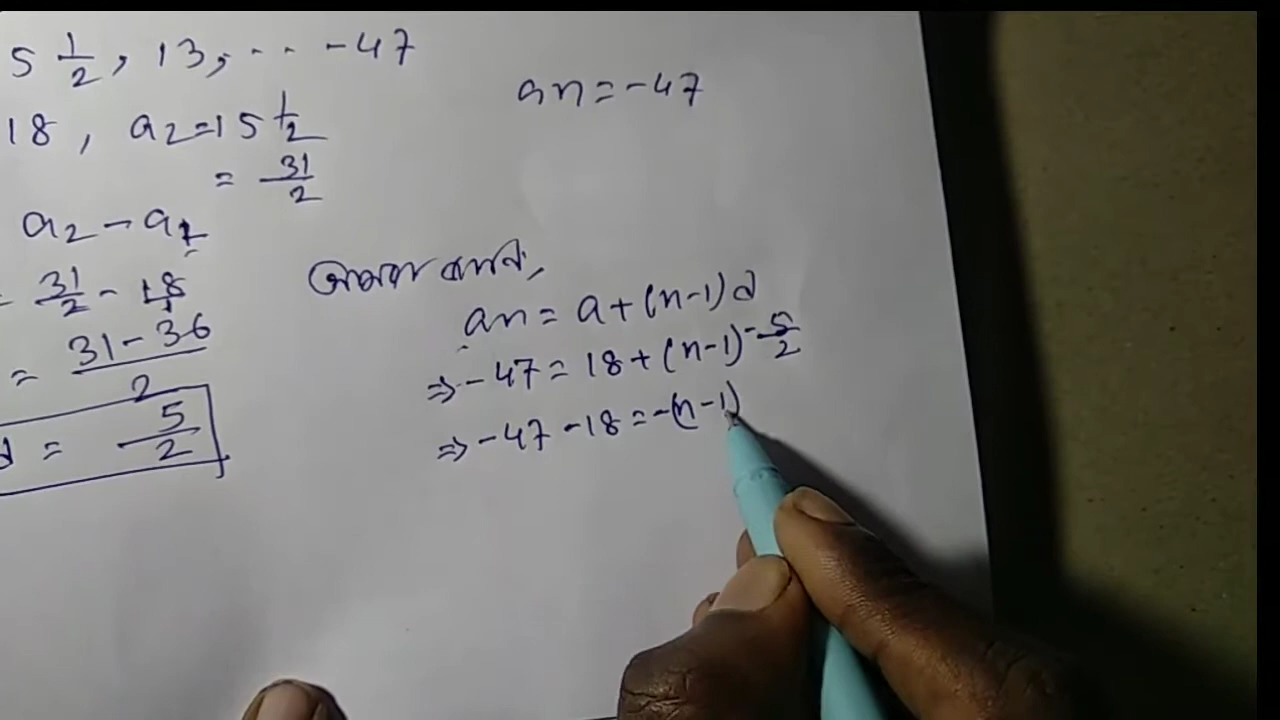 5 1/2, 13, ... -47
an = -47
18, a2 = 15 1/2
= 31/2
a2 - a1
= 31/2 - 18/1
= 31-36/2
d = -5/2
আমরা জানি,
an = a + (n-1)d
⇒ -47 = 18 + (n-1) -5/2
⇒ -47 - 18 = -(n-1)